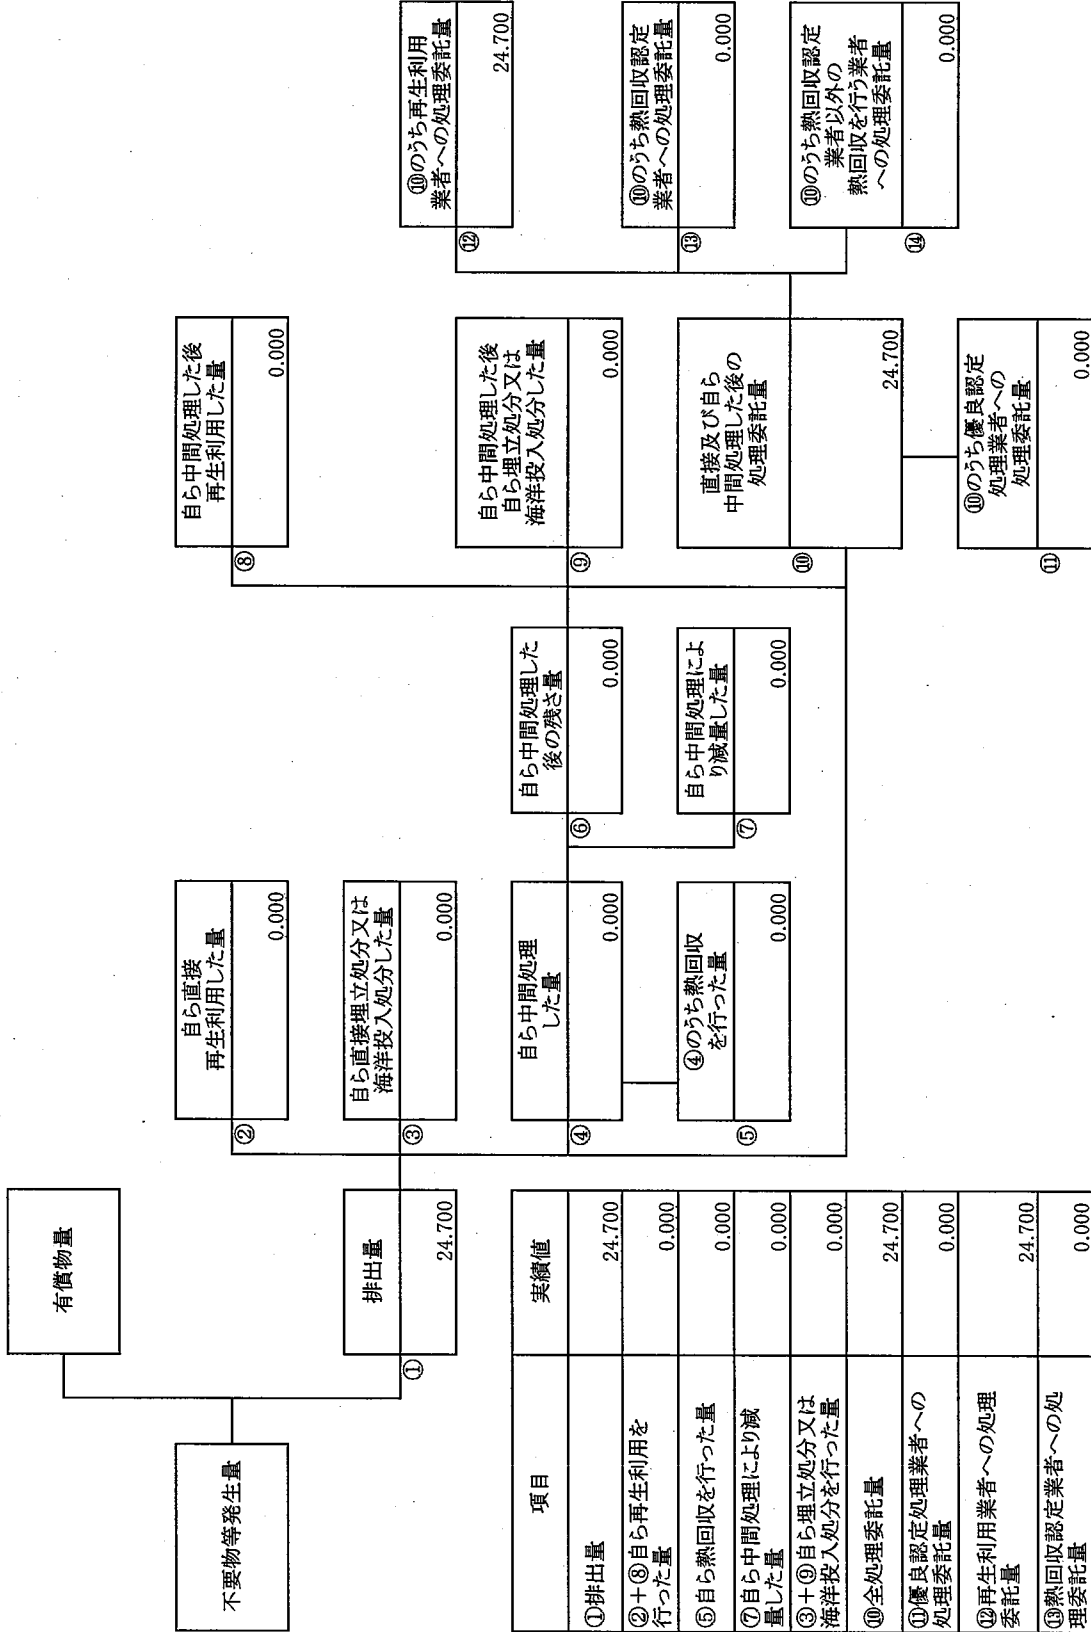 不要物等発生量
有償物量
①
排出量
24.700
②
自ら直接
再生利用した量
0.000
③
自ら直接埋立処分又は
海洋投入処分した量
0.000
④
自ら中間処理
した量
0.000
⑤
④のうち熱回収
を行った量
0.000
⑥
自ら中間処理した
後の残さ量
0.000
⑦
自ら中間処理によ
り減量した量
0.000
⑧
自ら中間処理した後
再生利用した量
0.000
⑨
自ら中間処理した後
自ら埋立処分又は
海洋投入処分した量
0.000
⑩
直接及び自ら
中間処理した後の
処理委託量
24.700
⑪
⑩のうち優良認定
処理業者への
処理委託量
0.000
⑫
⑩のうち再生利用
業者への処理委託量
24.700
⑬
⑩のうち熱回収認定
業者への処理委託量
0.000
⑭
⑩のうち熱回収認定
業者以外の
熱回収を行う業者
への処理委託量
0.000
項目 実績値
①排出量 24.700
②+⑧自ら再生利用を
行った量 0.000
⑤自ら熱回収を行った量 0.000
⑦自ら中間処理により減
量した量 0.000
③+⑨自ら埋立処分又は
海洋投入処分を行った量 0.000
⑩全処理委託量 24.700
⑪優良認定処理業者への
処理委託量 0.000
⑫再生利用業者への処理
委託量 24.700
⑬熱回収認定業者への処
理委託量 0.000